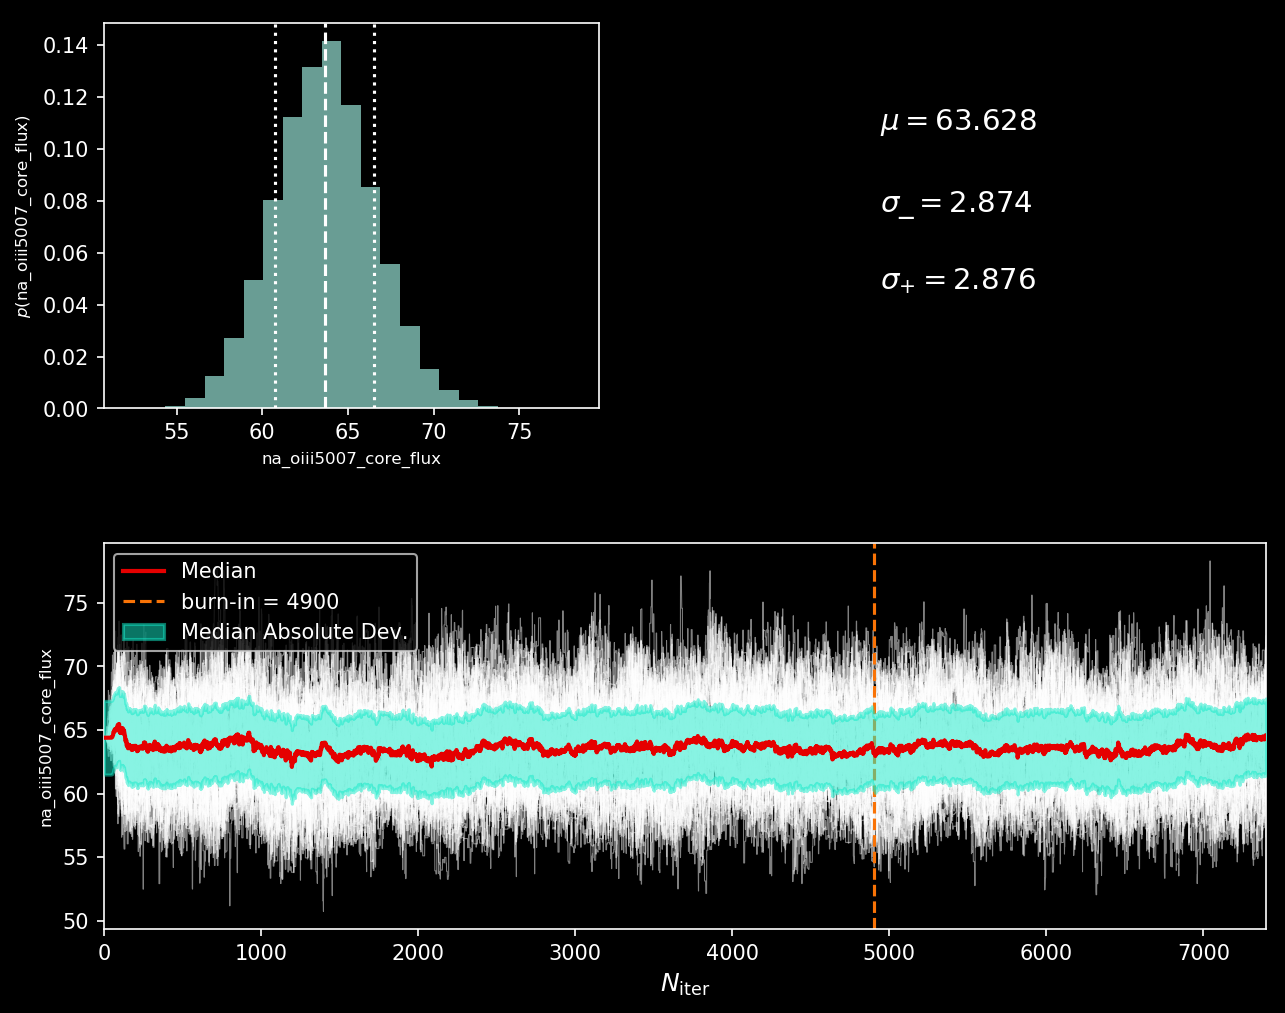 0.14
0.12
0.10
0.08
0.06
0.04
0.02
0.00
p(na_oiii5007_core_flux)
55 60 65 70 75
na_oiii5007_core_flux
μ = 63.628
σ₋ = 2.874
σ₊ = 2.876
Median
burn-in = 4900
Median Absolute Dev.
75
70
65
60
55
50
na_oiii5007_core_flux
0 1000 2000 3000 4000 5000 6000 7000
N_iter